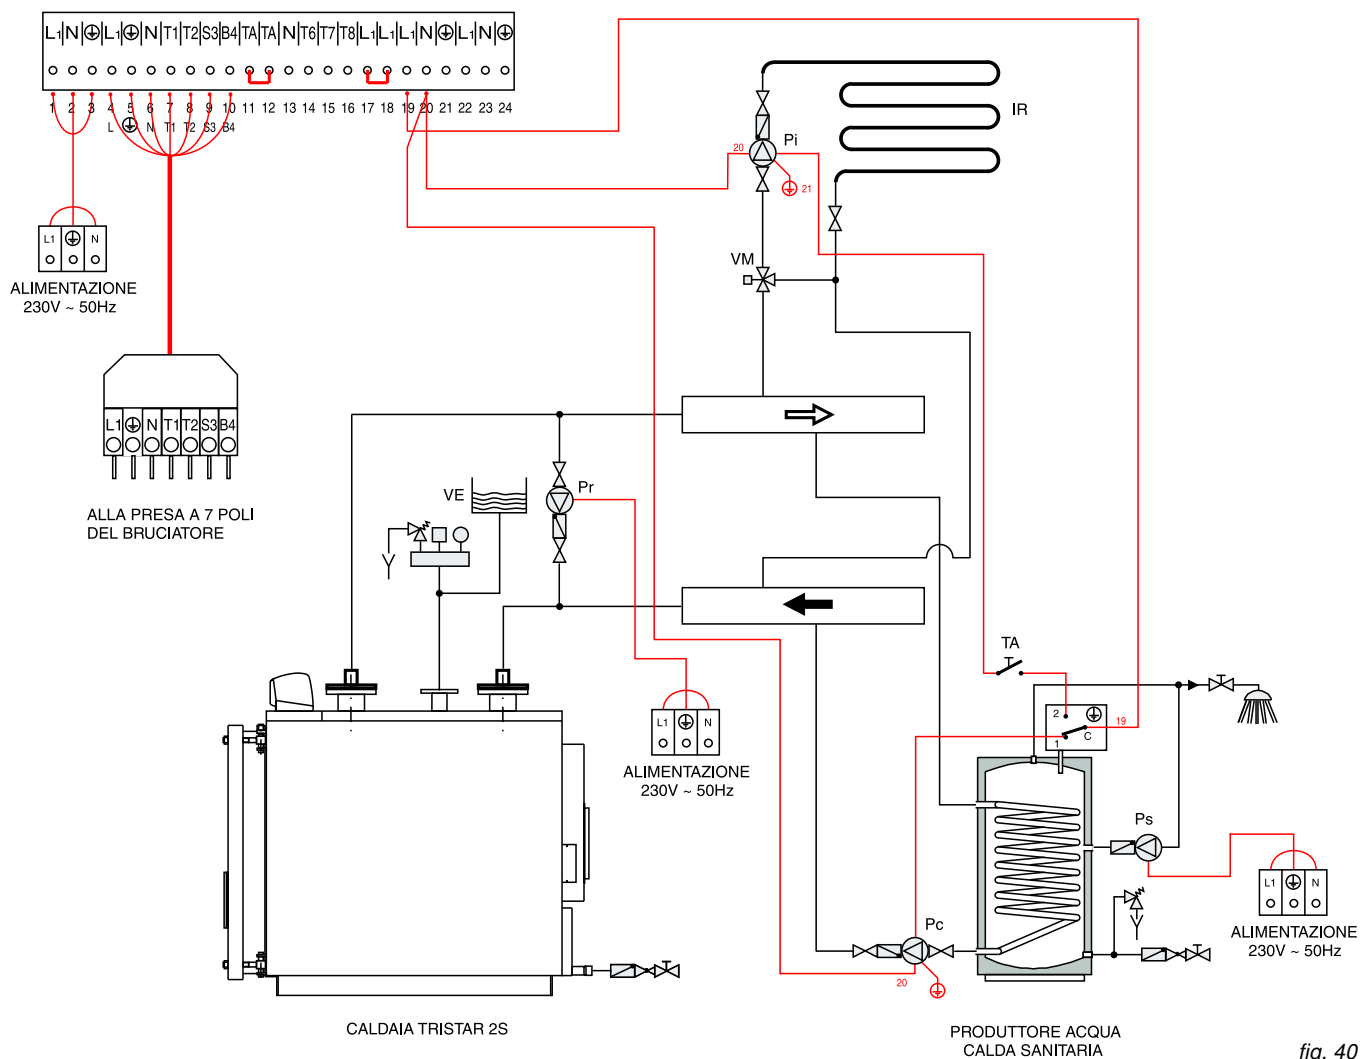 L1 N ⏚ L1 ⏚ N T1 T2 S3 B4 TA TA N T6 T7 T8 L1 L1 L1 N ⏚ L1 N ⏚
1 2 3 4 5 6 7 8 9 10 11 12 13 14 15 16 17 18 19 20 21 22 23 24
L ⏚ N T1 T2 S3 B4
IR
Pi
20
21
L1 ⏚ N
ALIMENTAZIONE
230V ~ 50Hz
VM
L1 ⏚ N T1 T2 S3 B4
ALLA PRESA A 7 POLI
DEL BRUCIATORE
VE
Pr
TA
2 ⏚
1 C
19
L1 ⏚ N
ALIMENTAZIONE
230V ~ 50Hz
Ps
L1 ⏚ N
ALIMENTAZIONE
230V ~ 50Hz
Pc
20
CALDAIA TRISTAR 2S
PRODUTTORE ACQUA
CALDA SANITARIA
fig. 40